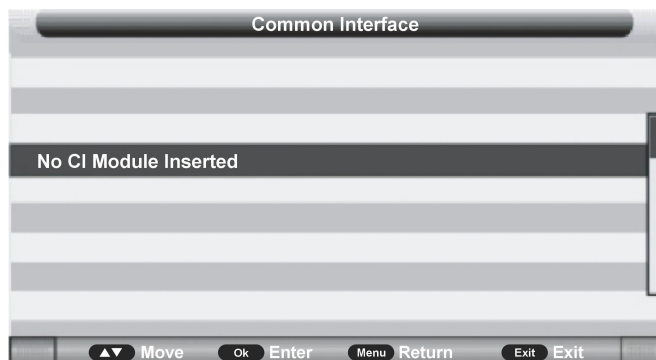 Common Interface
No CI Module Inserted
▲▼ Move Ok Enter Menu Return Exit Exit